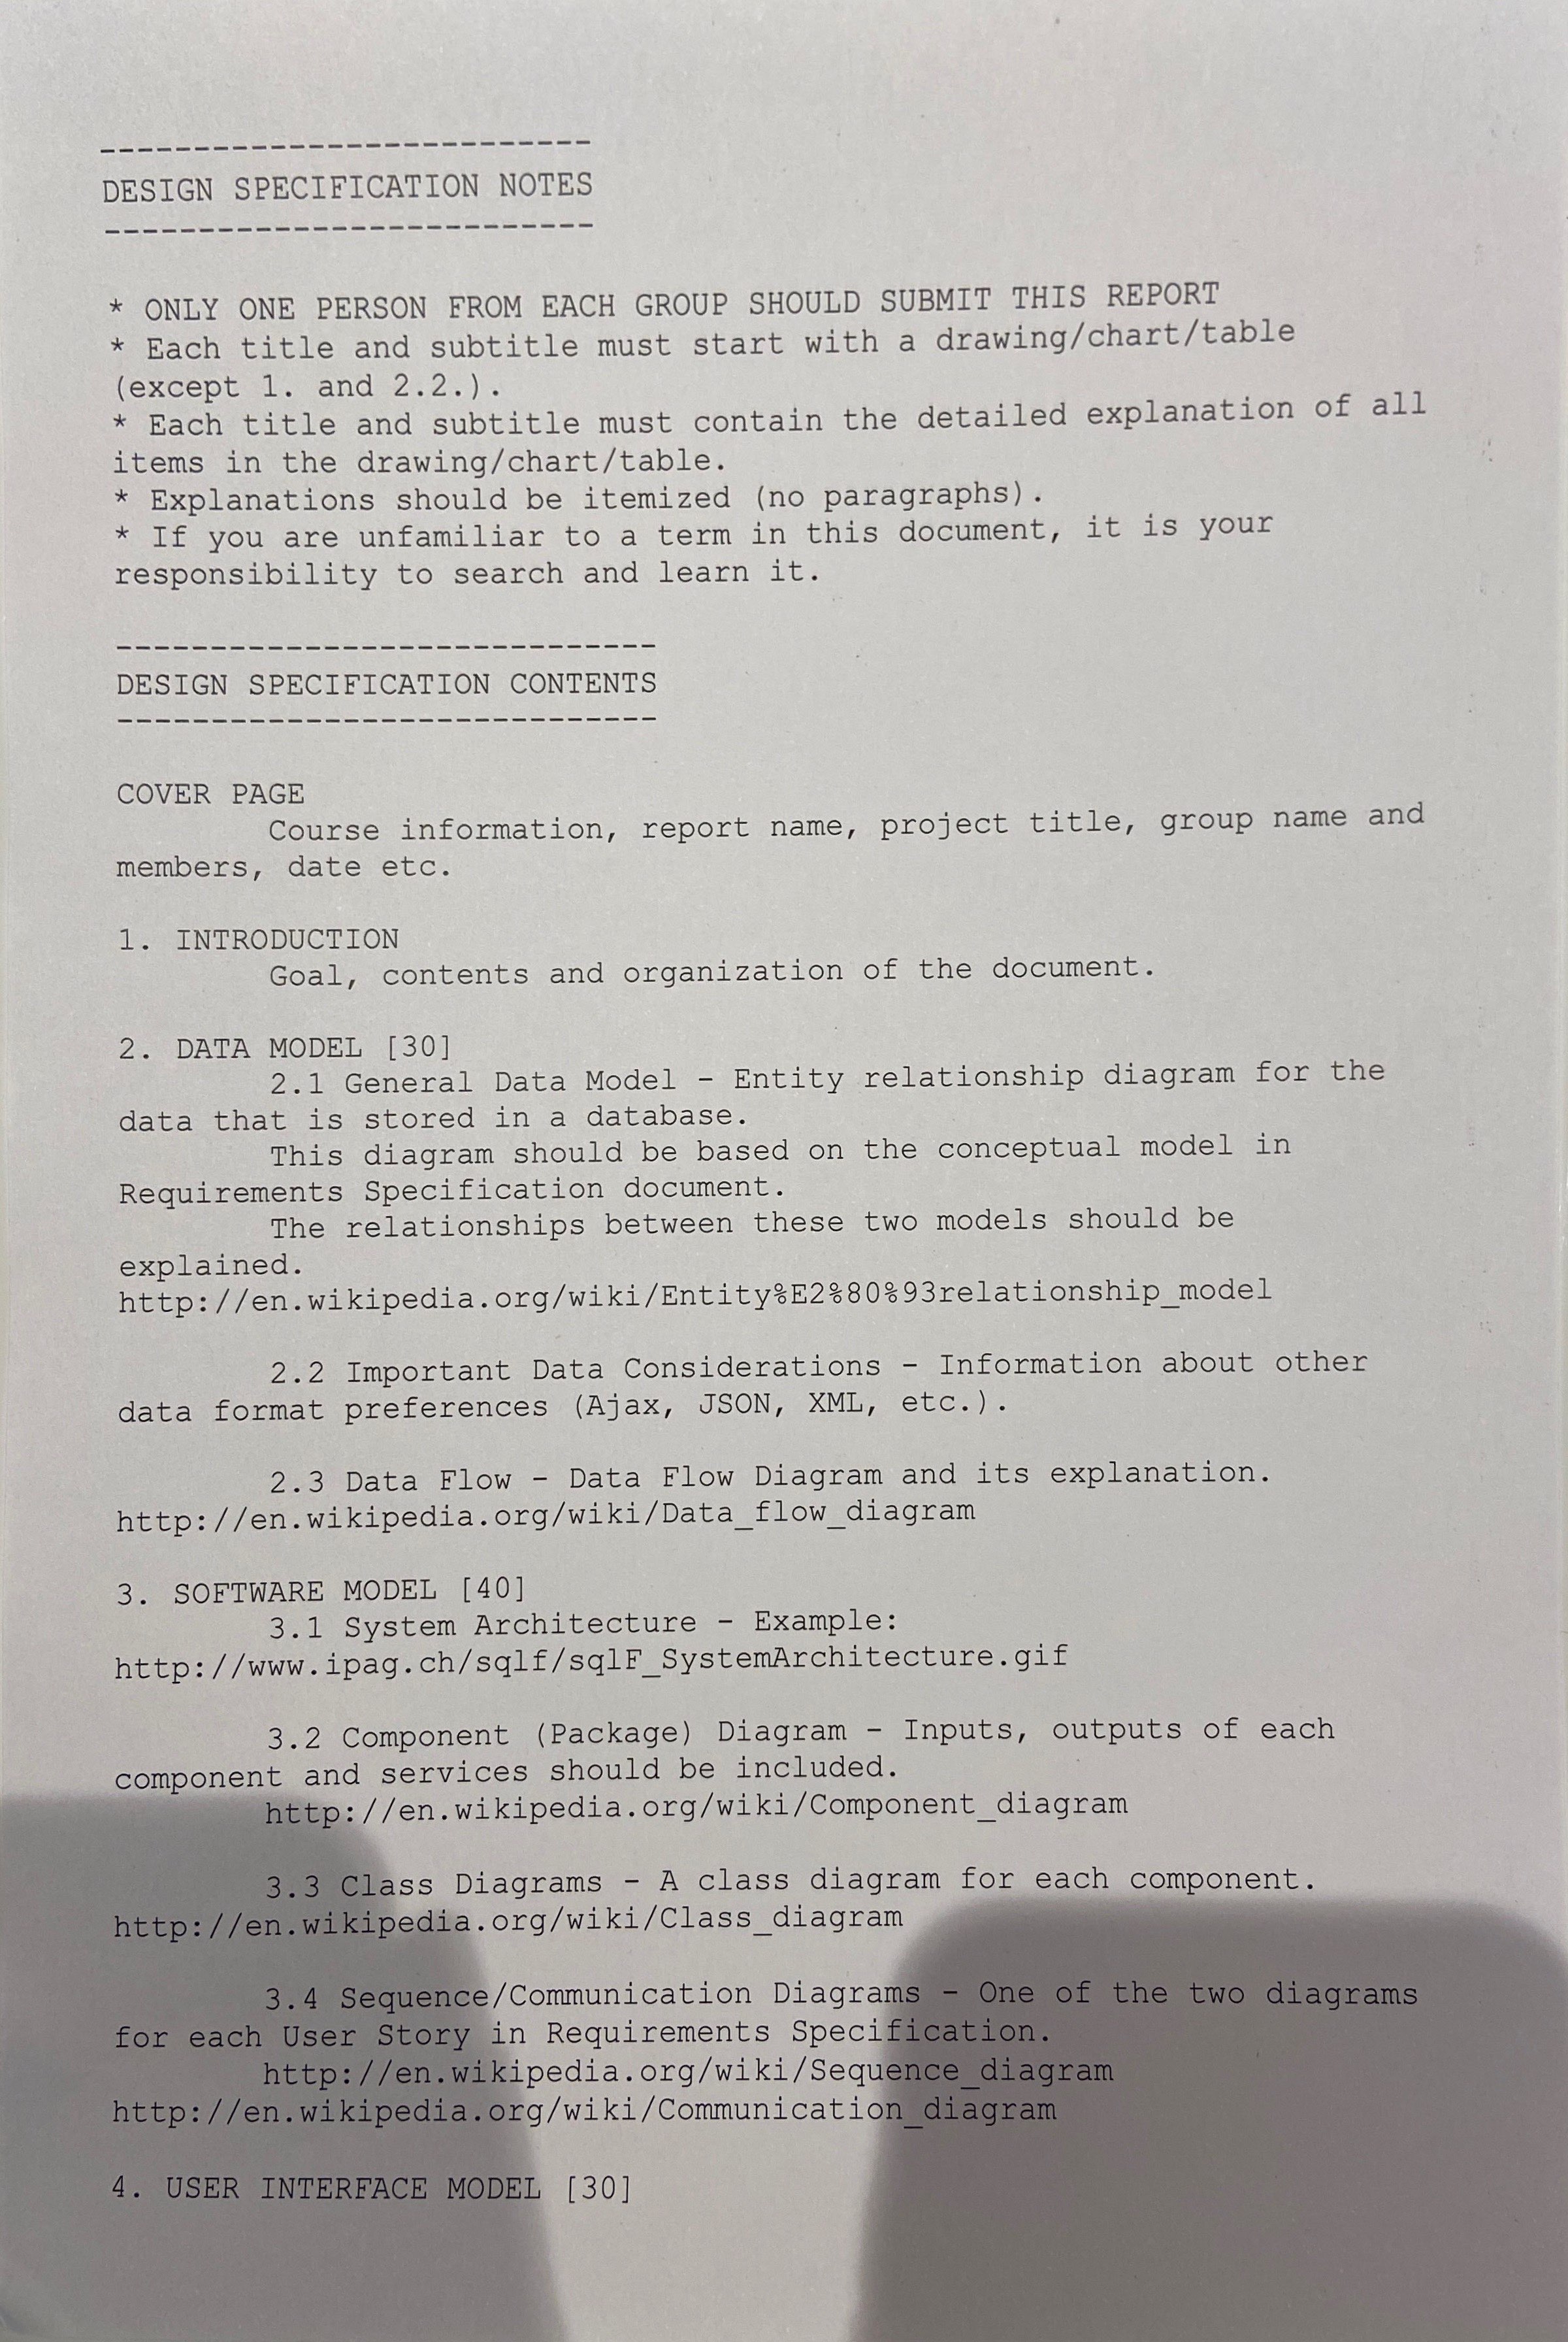 --------------------------
DESIGN SPECIFICATION NOTES
--------------------------
* ONLY ONE PERSON FROM EACH GROUP SHOULD SUBMIT THIS REPORT
* Each title and subtitle must start with a drawing/chart/table
(except 1. and 2.2.).
* Each title and subtitle must contain the detailed explanation of all
items in the drawing/chart/table.
* Explanations should be itemized (no paragraphs).
* If you are unfamiliar to a term in this document, it is your
responsibility to search and learn it.
-----------------------------
DESIGN SPECIFICATION CONTENTS
-----------------------------
COVER PAGE
Course information, report name, project title, group name and
members, date etc.
1. INTRODUCTION
Goal, contents and organization of the document.
2. DATA MODEL [30]
2.1 General Data Model - Entity relationship diagram for the
data that is stored in a database.
This diagram should be based on the conceptual model in
Requirements Specification document.
The relationships between these two models should be
explained.
http://en.wikipedia.org/wiki/Entity%E2%80%93relationship_model
2.2 Important Data Considerations - Information about other
data format preferences (Ajax, JSON, XML, etc.).
2.3 Data Flow - Data Flow Diagram and its explanation.
http://en.wikipedia.org/wiki/Data_flow_diagram
3. SOFTWARE MODEL [40]
3.1 System Architecture - Example:
http://www.ipag.ch/sqlf/sqlF_SystemArchitecture.gif
3.2 Component (Package) Diagram - Inputs, outputs of each
component and services should be included.
http://en.wikipedia.org/wiki/Component_diagram
3.3 Class Diagrams - A class diagram for each component.
http://en.wikipedia.org/wiki/Class_diagram
3.4 Sequence/Communication Diagrams - One of the two diagrams
for each User Story in Requirements Specification.
http://en.wikipedia.org/wiki/Sequence_diagram
http://en.wikipedia.org/wiki/Communication_diagram
4. USER INTERFACE MODEL [30]